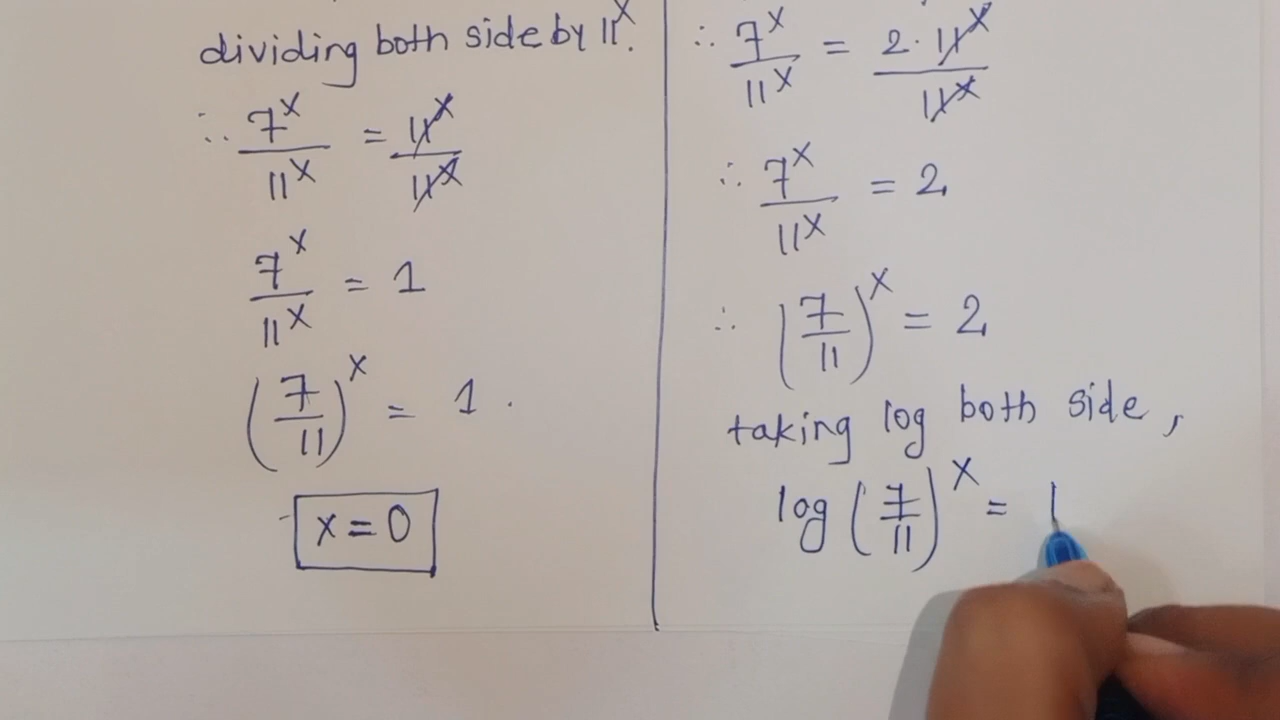 dividing both side by 11^x.
∴ 7^x/11^x = 11^x/11^x
7^x/11^x = 1
(7/11)^x = 1.
x = 0
∴ 7^x/11^x = 2·11^x/11^x
∴ 7^x/11^x = 2
∴ (7/11)^x = 2
taking log both side,
log (7/11)^x = l